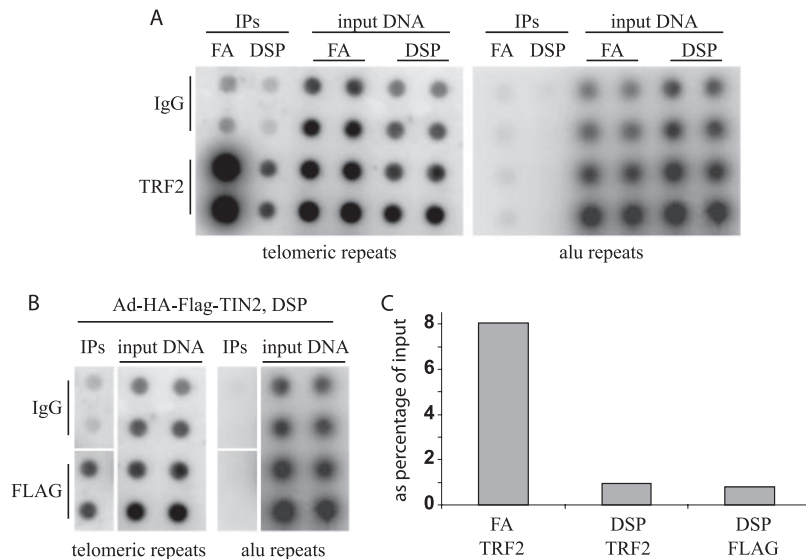 A
IPs
input DNA
IPs
input DNA
FA
DSP
FA
DSP
FA
DSP
FA
DSP
IgG
TRF2
telomeric repeats
alu repeats
B
Ad-HA-Flag-TIN2, DSP
IPs
input DNA
IPs
input DNA
IgG
FLAG
telomeric repeats
alu repeats
C
as percentage of input
8
6
4
2
0
FA
TRF2
DSP
TRF2
DSP
FLAG